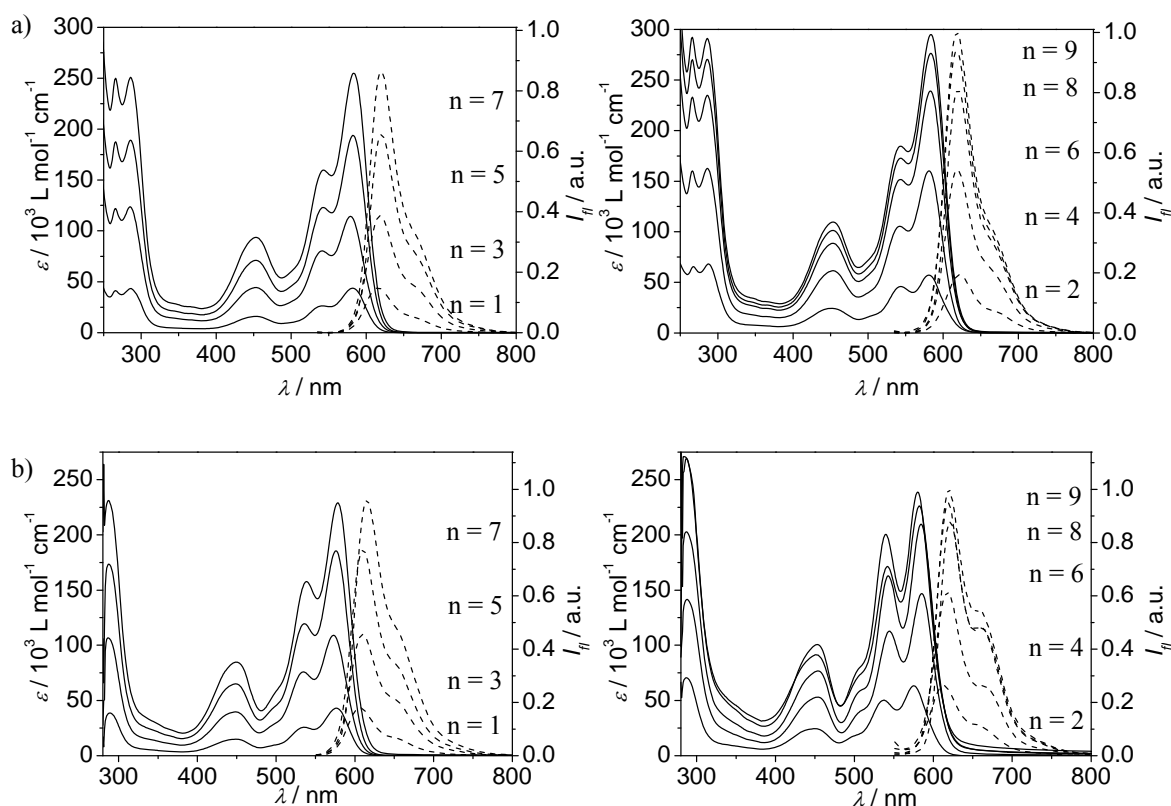 a)
300
250
200
150
100
50
0
ε / 10³ L mol⁻¹ cm⁻¹
300 400 500 600 700 800
λ / nm
1.0
0.8
0.6
0.4
0.2
0.0
I_fl / a.u.
n = 7
n = 5
n = 3
n = 1
300
250
200
150
100
50
0
ε / 10³ L mol⁻¹ cm⁻¹
300 400 500 600 700 800
λ / nm
1.0
0.8
0.6
0.4
0.2
0.0
I_fl / a.u.
n = 9
n = 8
n = 6
n = 4
n = 2
b)
250
200
150
100
50
0
ε / 10³ L mol⁻¹ cm⁻¹
300 400 500 600 700 800
λ / nm
1.0
0.8
0.6
0.4
0.2
0.0
I_fl / a.u.
n = 7
n = 5
n = 3
n = 1
250
200
150
100
50
0
ε / 10³ L mol⁻¹ cm⁻¹
300 400 500 600 700 800
λ / nm
1.0
0.8
0.6
0.4
0.2
0.0
I_fl / a.u.
n = 9
n = 8
n = 6
n = 4
n = 2